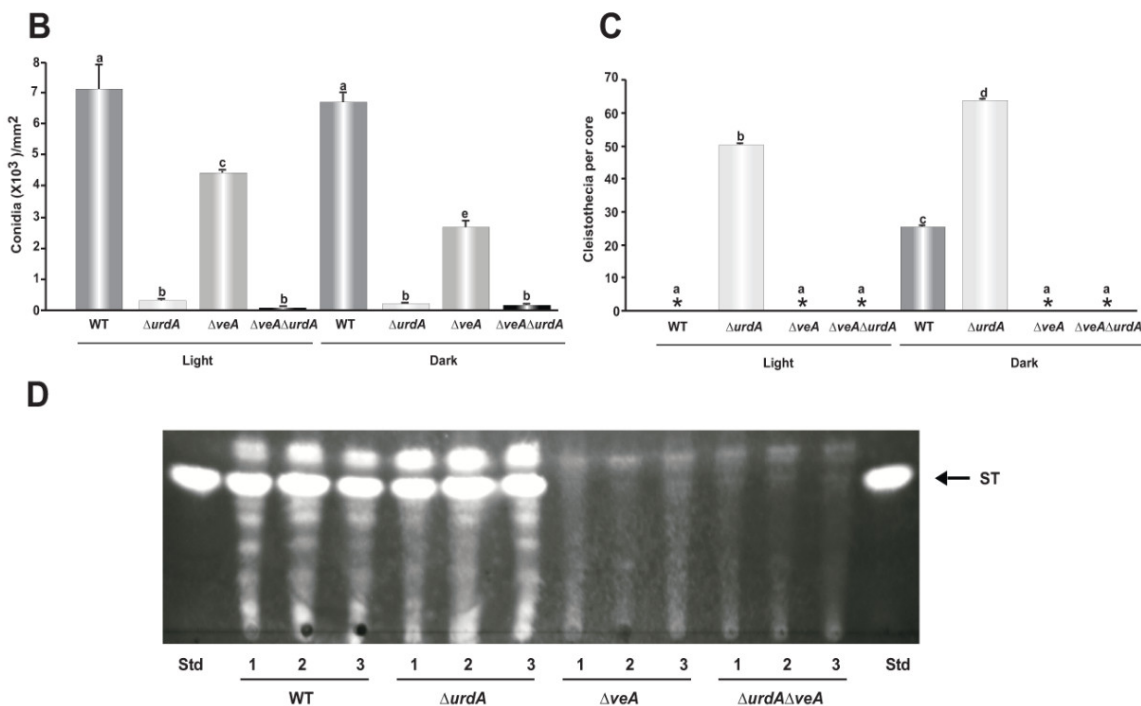 B
8
7
6
5
4
3
2
1
0
Conidia (X10³)/mm²
a
b
c
b
a
b
e
b
WT ΔurdA ΔveA ΔveAΔurdA WT ΔurdA ΔveA ΔveAΔurdA
Light Dark
C
70
60
50
40
30
20
10
0
Cleistothecia per core
a
*
b
a
*
a
*
c
d
a
*
a
*
WT ΔurdA ΔveA ΔveAΔurdA WT ΔurdA ΔveA ΔveAΔurdA
Light Dark
D
ST
Std 1 2 3 1 2 3 1 2 3 1 2 3 Std
WT ΔurdA ΔveA ΔurdAΔveA